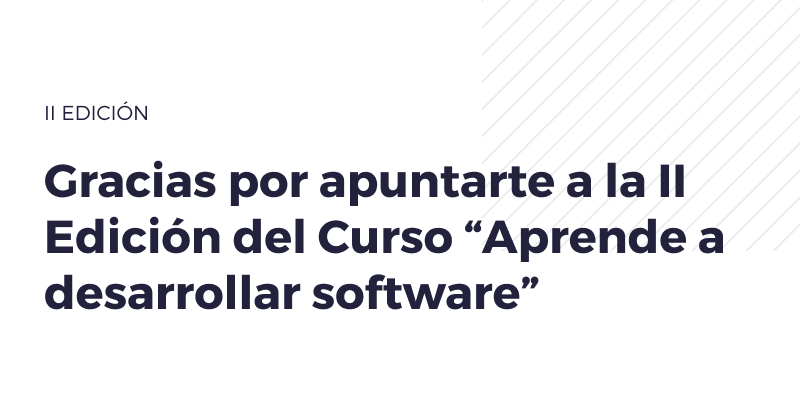 II EDICIÓN
Gracias por apuntarte a la II
Edición del Curso “Aprende a
desarrollar software”